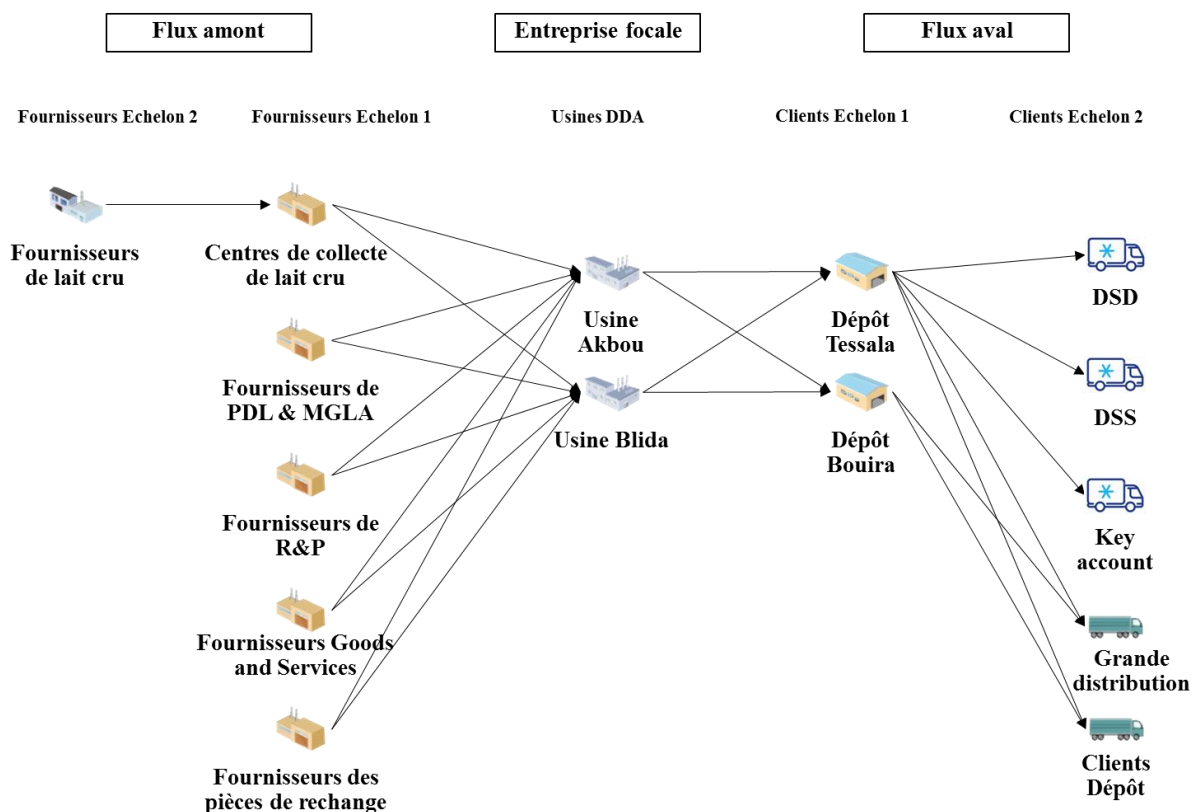 Flux amont
Entreprise focale
Flux aval
Fournisseurs Echelon 2
Fournisseurs Echelon 1
Usines DDA
Clients Echelon 1
Clients Echelon 2
Fournisseurs
de lait cru
Centres de collecte
de lait cru
Fournisseurs de
PDL & MGLA
Fournisseurs de
R&P
Fournisseurs Goods
and Services
Fournisseurs des
pièces de rechange
Usine
Akbou
Usine Blida
Dépôt
Tessala
Dépôt
Bouira
DSD
DSS
Key
account
Grande
distribution
Clients
Dépôt